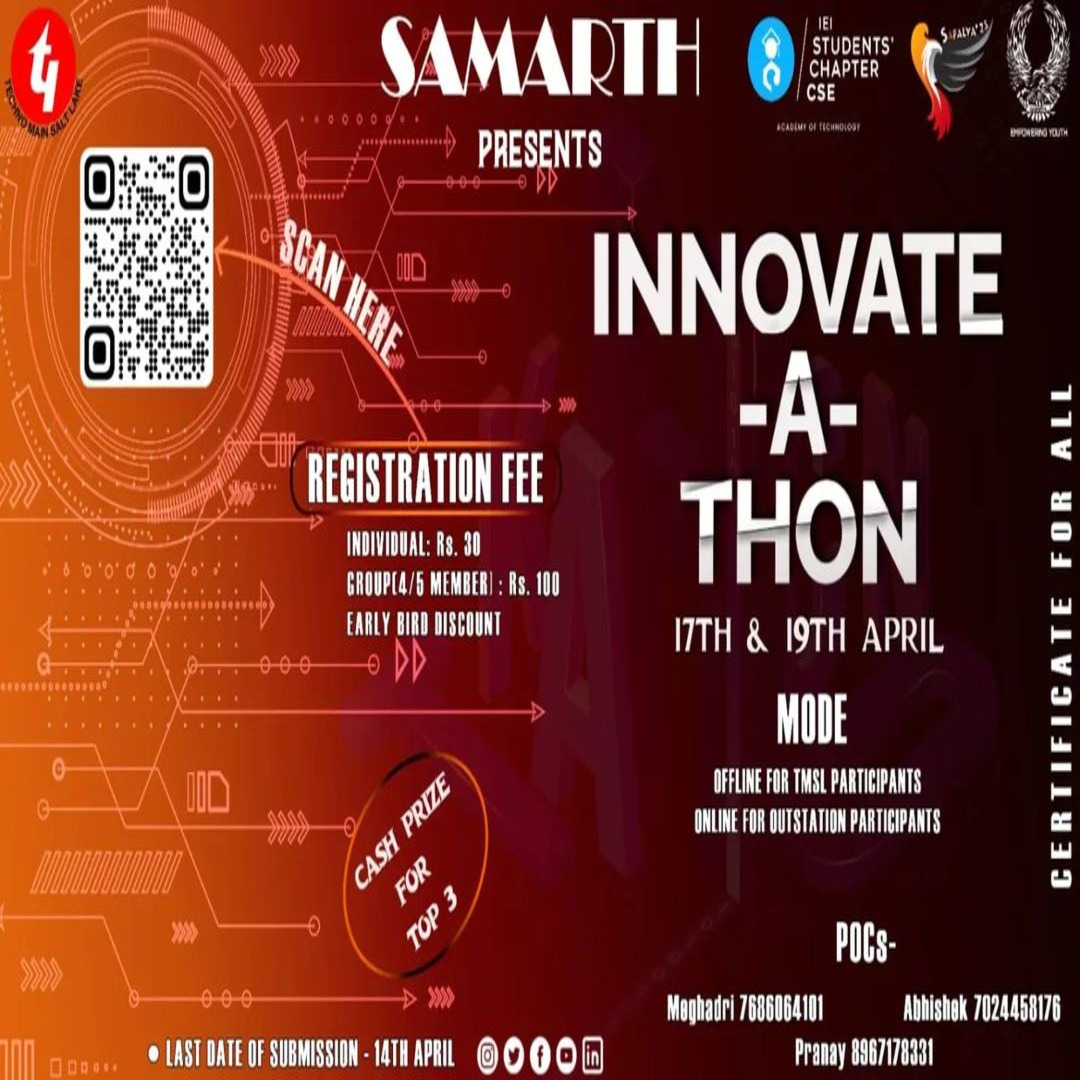 SAMARTH
PRESENTS
TECHNO MAIN SALT LAKE
IEI
STUDENTS'
CHAPTER
CSE
ACADEMY OF TECHNOLOGY
SAFALYA'25
EMPOWERING YOUTH
SCAN HERE
INNOVATE
-A-
THON
17TH & 19TH APRIL
REGISTRATION FEE
INDIVIDUAL: Rs. 30
GROUP(4/5 MEMBER) : Rs. 100
EARLY BIRD DISCOUNT
MODE
OFFLINE FOR TMSL PARTICIPANTS
ONLINE FOR OUTSTATION PARTICIPANTS
CERTIFICATE FOR ALL
CASH PRIZE
FOR
TOP 3
POCs-
Meghadri 7686064101
Abhishek 7024458176
Pranay 8967178331
• LAST DATE OF SUBMISSION - 14TH APRIL